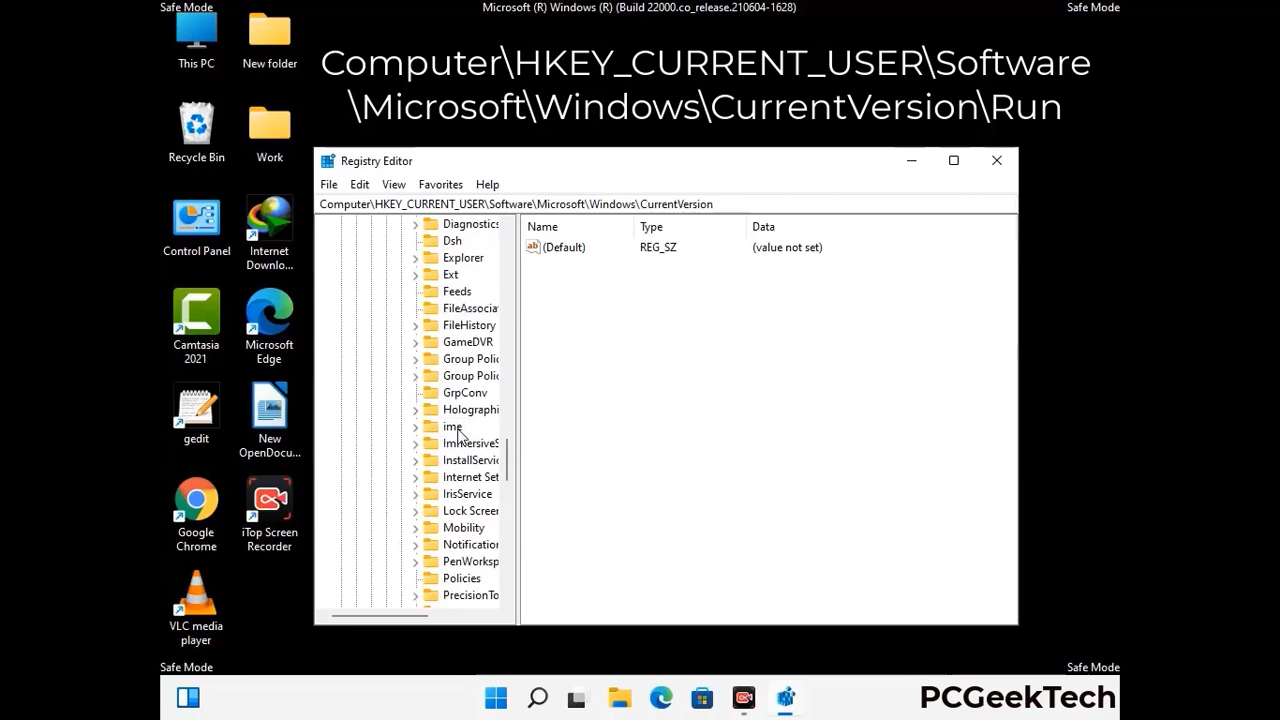 Safe Mode
Microsoft (R) Windows (R) (Build 22000.co_release.210604-1628)
Safe Mode
Computer\HKEY_CURRENT_USER\Software
\Microsoft\Windows\CurrentVersion\Run
This PC
New folder
Recycle Bin
Work
Control Panel
Internet
Downlo...
Camtasia
2021
Microsoft
Edge
gedit
New
OpenDocu...
Google
Chrome
iTop Screen
Recorder
VLC media
player
Registry Editor
File Edit View Favorites Help
Computer\HKEY_CURRENT_USER\Software\Microsoft\Windows\CurrentVersion
Diagnostics
Dsh
Explorer
Ext
Feeds
FileAssocia
FileHistory
GameDVR
Group Polic
Group Polic
GrpConv
Holographi
ime
ImmersiveS
InstallServic
Internet Set
IrisService
Lock Screen
Mobility
Notification
PenWorksp
Policies
PrecisionTo
Name Type Data
ab (Default) REG_SZ (value not set)
Safe Mode
Safe Mode
PCGeekTech